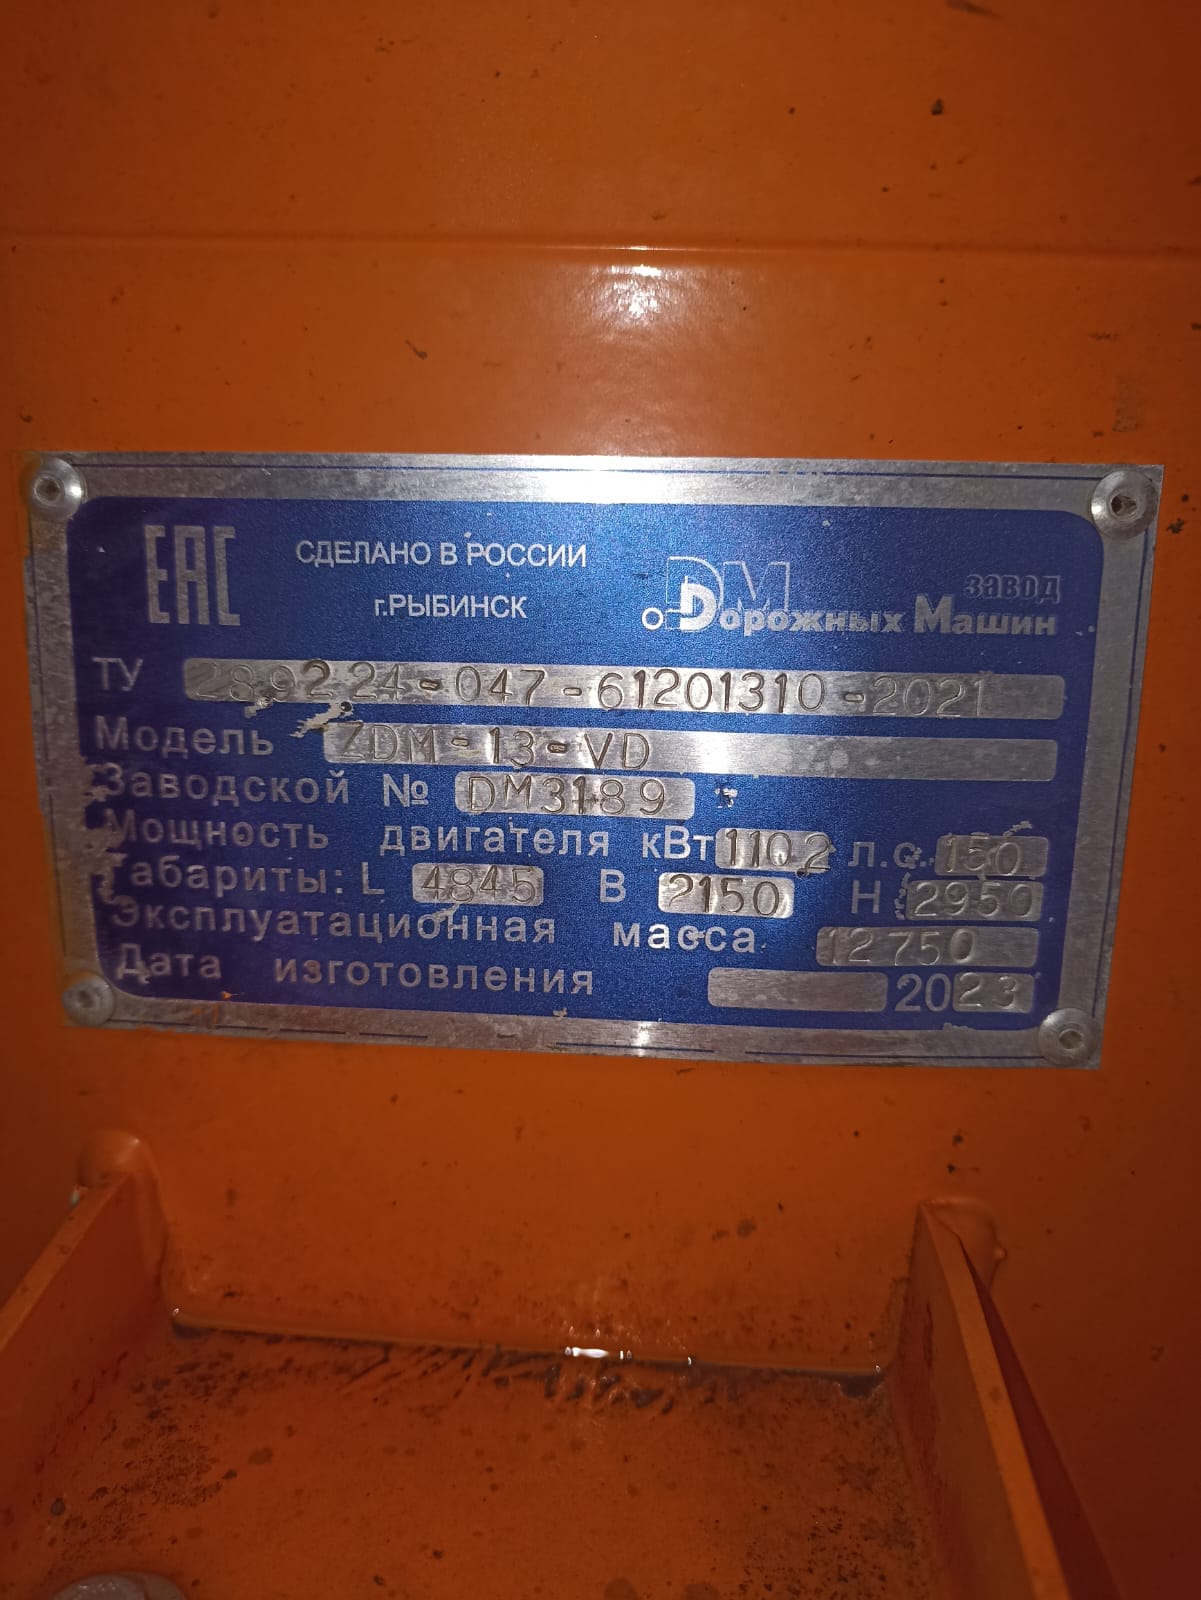 ЕАС
СДЕЛАНО В РОССИИ
г.РЫБИНСК
DM
завод
Dорожных Машин
ТУ 28.92 24-047-61201310-2021
Модель ZDM-13-VD
Заводской № DM3189
Мощность двигателя кВт 110.2 л.с. 150
Габариты: L 4845 В 2150 Н 2950
Эксплуатационная масса 12750
Дата изготовления 2023